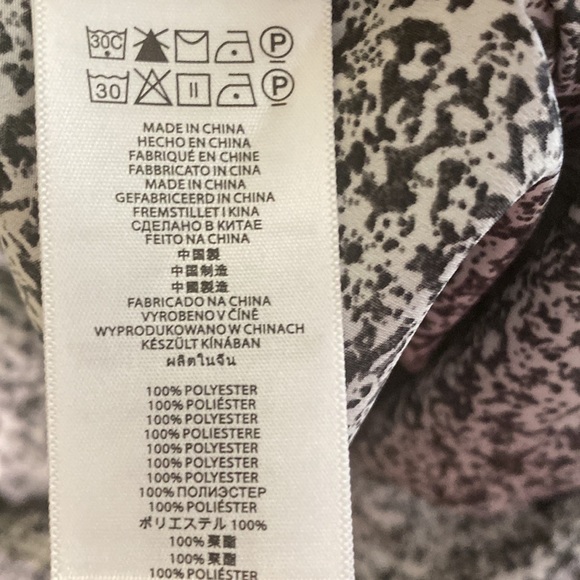 30C P
30 P
MADE IN CHINA
HECHO EN CHINA
FABRIQUÉ EN CHINE
FABBRICATO IN CINA
MADE IN CHINA
GEFABRICEERD IN CHINA
FREMSTILLET I KINA
СДЕЛАНО В КИТАЕ
FEITO NA CHINA
中国製
中国制造
中國製造
FABRICADO NA CHINA
VYROBENO V ČÍNĚ
WYPRODUKOWANO W CHINACH
KÉSZÜLT KÍNÁBAN
ผลิตในจีน
100% POLYESTER
100% POLIÉSTER
100% POLYESTER
100% POLIESTERE
100% POLYESTER
100% POLYESTER
100% POLYESTER
100% ПОЛИЭСТЕР
100% POLIÉSTER
ポリエステル 100%
100% 聚酯
100% 聚酯
100% POLIÉSTER